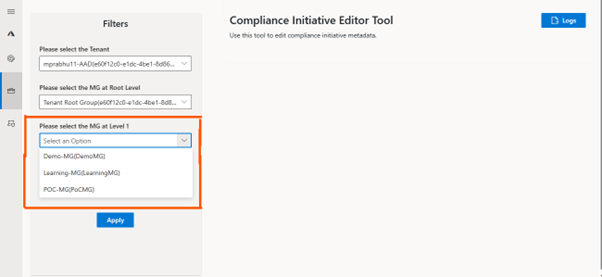 Filters
Please select the Tenant
mprabhu11-AAD(e60f12c0-e1dc-4be1-8d86...
Please select the MG at Root Level
Tenant Root Group(e60f12c0-e1dc-4be1-8d8...
Please select the MG at Level 1
Select an Option
Demo-MG(DemoMG)
Learning-MG(LearningMG)
POC-MG(PoCMG)
Apply
Compliance Initiative Editor Tool
Use this tool to edit compliance initiative metadata.
Logs